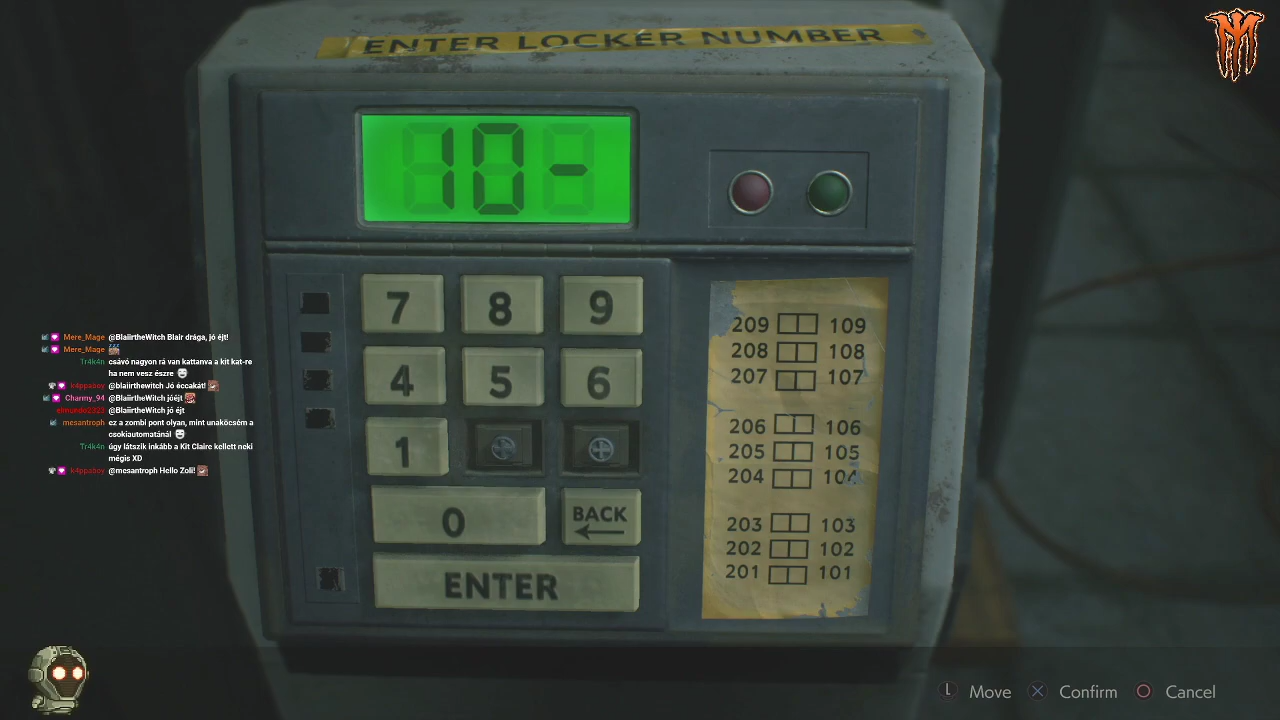 ENTER LOCKER NUMBER
10-
7 8 9
4 5 6
1
0 BACK
ENTER
209 109
208 108
207 107
206 106
205 105
204 104
203 103
202 102
201 101
Mere_Mage @BlairtheWitch Blair drága, jó éjt!
Mere_Mage
Tr4k4n csávó nagyon rá van kattanva a kit kat-re
ha nem vesz észre
k4ppaboy @blairthewitch Jó éccakát!
Charmy_94 @BlairtheWitch jóéjt
elmundo2323 @BlairtheWitch jó éjt
mesantroph ez a zombi pont olyan, mint unaköcsém a
csokiautomatánál
Tr4k4n úgy látszik inkább a Kit Claire kellett neki
mégis XD
k4ppaboy @mesantroph Hello Zoli!
L Move Confirm Cancel